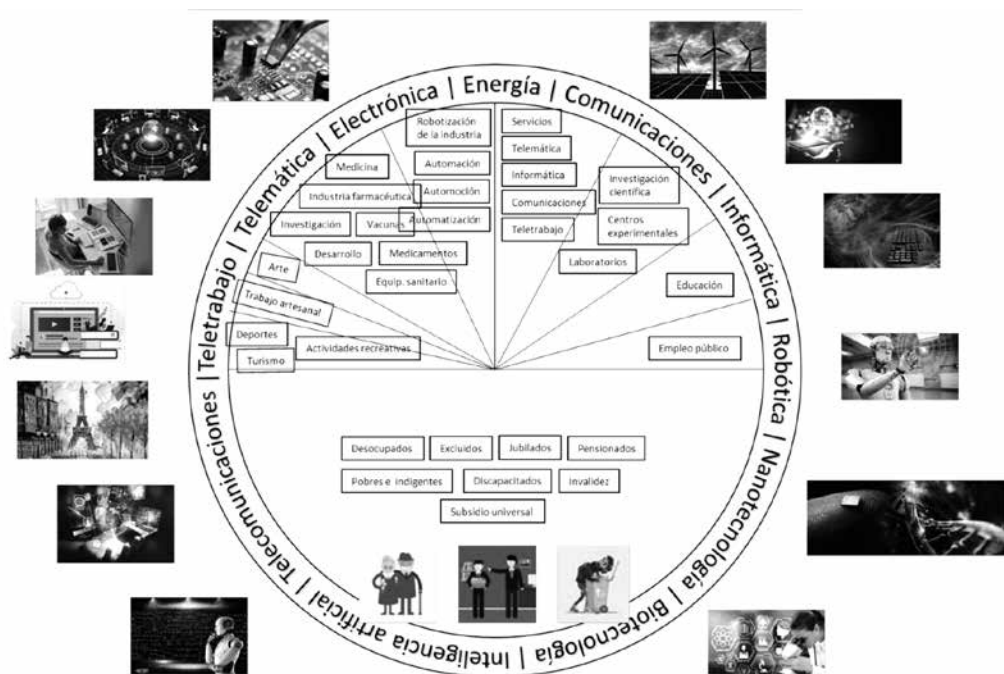 Teletrabajo | Telemática | Electrónica | Energía | Comunicaciones | Informática | Robótica | Nanotecnología | Biotecnología | Inteligencia artificial | Telecomunicaciones |
Robotización
de la industria
Automación
Automoción
Automatización
Medicina
Industria farmacéutica
Investigación
Vacunas
Desarrollo
Medicamentos
Equip. sanitario
Arte
Trabajo artesanal
Deportes
Turismo
Actividades recreativas
Servicios
Telemática
Informática
Comunicaciones
Teletrabajo
Investigación
científica
Centros
experimentales
Laboratorios
Educación
Empleo público
Desocupados
Excluidos
Jubilados
Pensionados
Pobres e indigentes
Discapacitados
Invalidez
Subsidio universal